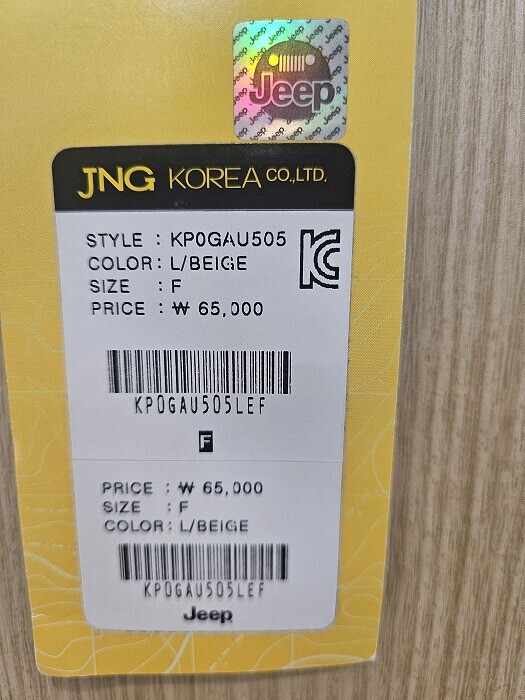 Jeep
JNG KOREA CO.,LTD.
STYLE : KP0GAU505
COLOR : L/BEIGE
SIZE : F
PRICE : ₩ 65,000
KP0GAU505LEF
F
PRICE : ₩ 65,000
SIZE : F
COLOR : L/BEIGE
KP0GAU505LEF
Jeep